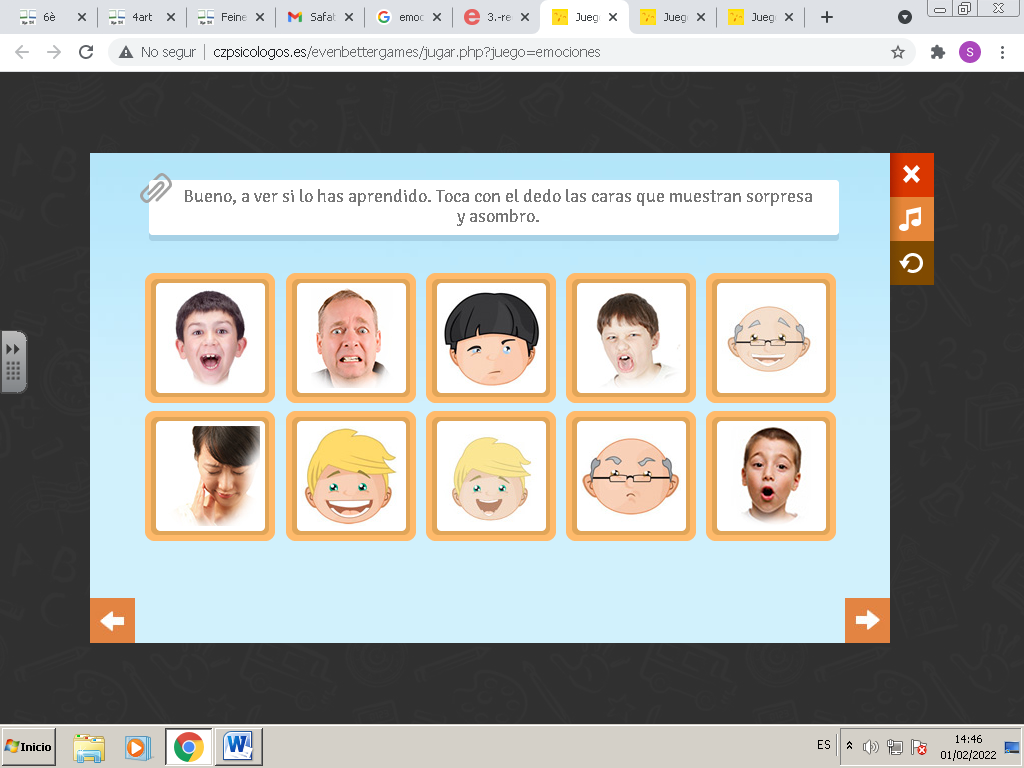 6è
4art
Feine
Safat
emoc
3.-re
Jueg
Jueg
Jueg
No segur
czpsicologos.es/evenbettergames/jugar.php?juego=emociones
S
Bueno, a ver si lo has aprendido. Toca con el dedo las caras que muestran sorpresa
y asombro.
Inicio
W
ES
14:46
01/02/2022